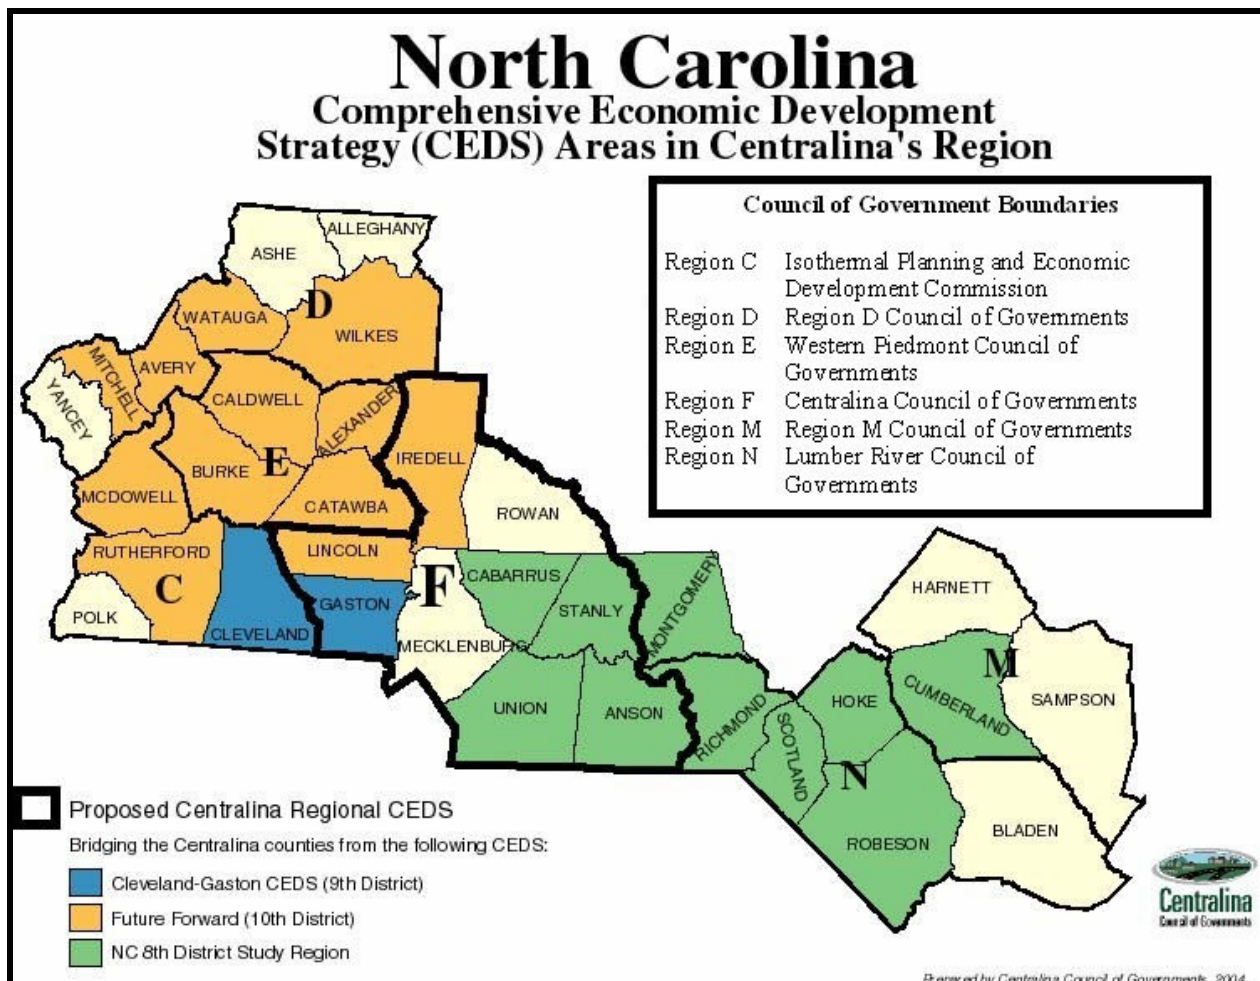 North Carolina
Comprehensive Economic Development
Strategy (CEDS) Areas in Centralina's Region
Council of Government Boundaries
Region C Isothermal Planning and Economic
Development Commission
Region D Region D Council of Governments
Region E Western Piedmont Council of
Governments
Region F Centralina Council of Governments
Region M Region M Council of Governments
Region N Lumber River Council of
Governments
ALLEGHANY
ASHE
D
WATAUGA
WILKES
MITCHELL
AVERY
YANCEY
CALDWELL
ALEXANDER
IREDELL
BURKE
E
MCDOWELL
CATAWBA
ROWAN
RUTHERFORD
LINCOLN
C
F
CABARRUS
GASTON
STANLY
MONTGOMERY
POLK
CLEVELAND
MECKLENBURG
HARNETT
M
UNION
ANSON
RICHMOND
SCOTLAND
HOKE
CUMBERLAND
SAMPSON
N
ROBESON
BLADEN
Proposed Centralina Regional CEDS
Bridging the Centralina counties from the following CEDS:
Cleveland-Gaston CEDS (9th District)
Future Forward (10th District)
NC 8th District Study Region
Centralina
Council of Governments
Prepared by Centralina Council of Governments, 2004